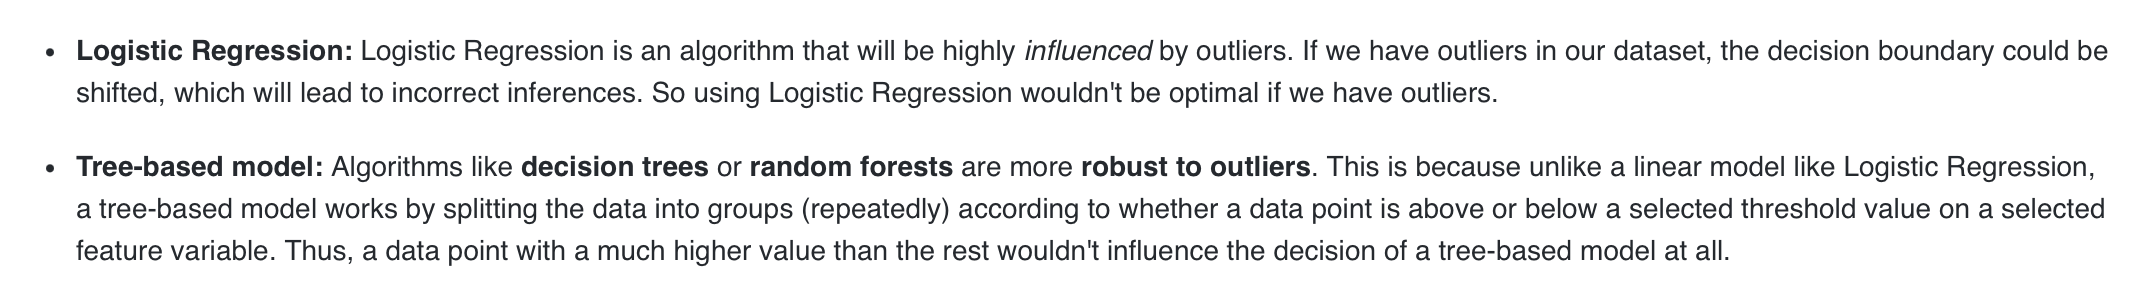 • Logistic Regression: Logistic Regression is an algorithm that will be highly influenced by outliers. If we have outliers in our dataset, the decision boundary could be
shifted, which will lead to incorrect inferences. So using Logistic Regression wouldn't be optimal if we have outliers.
• Tree-based model: Algorithms like decision trees or random forests are more robust to outliers. This is because unlike a linear model like Logistic Regression,
a tree-based model works by splitting the data into groups (repeatedly) according to whether a data point is above or below a selected threshold value on a selected
feature variable. Thus, a data point with a much higher value than the rest wouldn't influence the decision of a tree-based model at all.